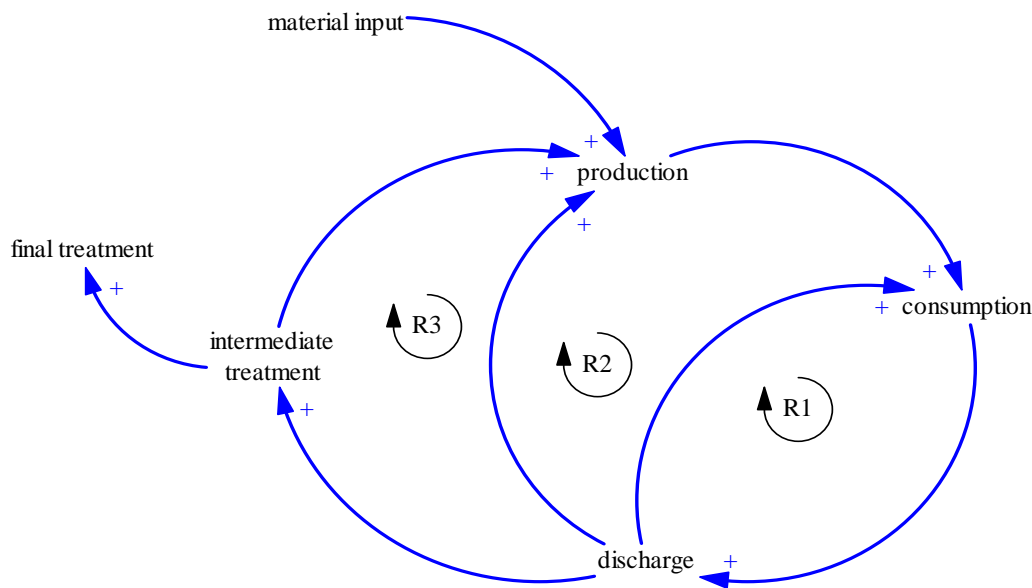 material input
+
+
production
+
final treatment
+
+
+
consumption
R3
intermediate
treatment
R2
+
R1
discharge
+